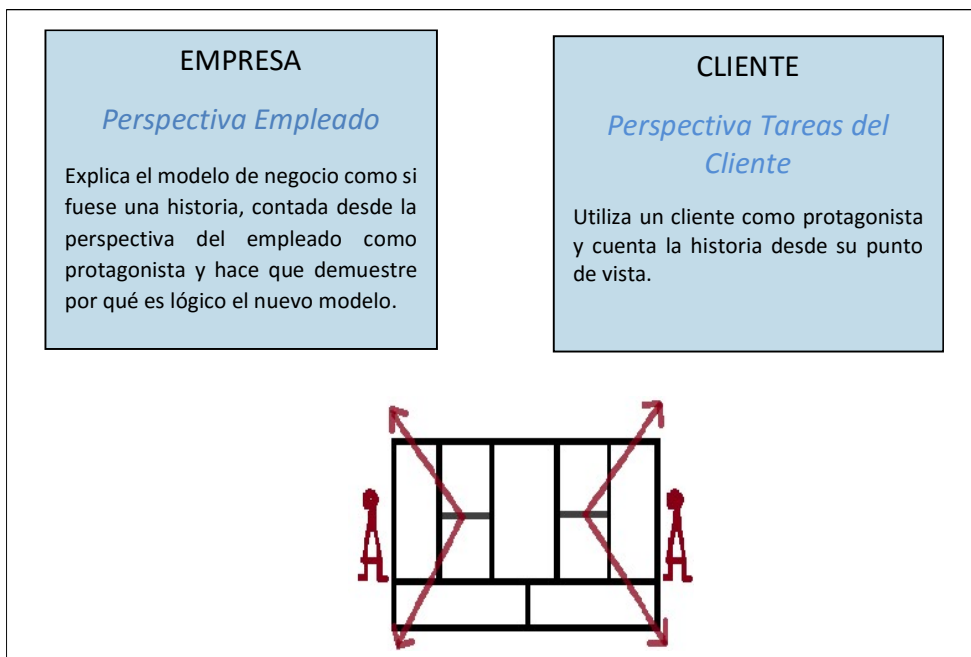 EMPRESA
Perspectiva Empleado
Explica el modelo de negocio como si
fuese una historia, contada desde la
perspectiva del empleado como
protagonista y hace que demuestre
por qué es lógico el nuevo modelo.
CLIENTE
Perspectiva Tareas del
Cliente
Utiliza un cliente como protagonista
y cuenta la historia desde su punto
de vista.